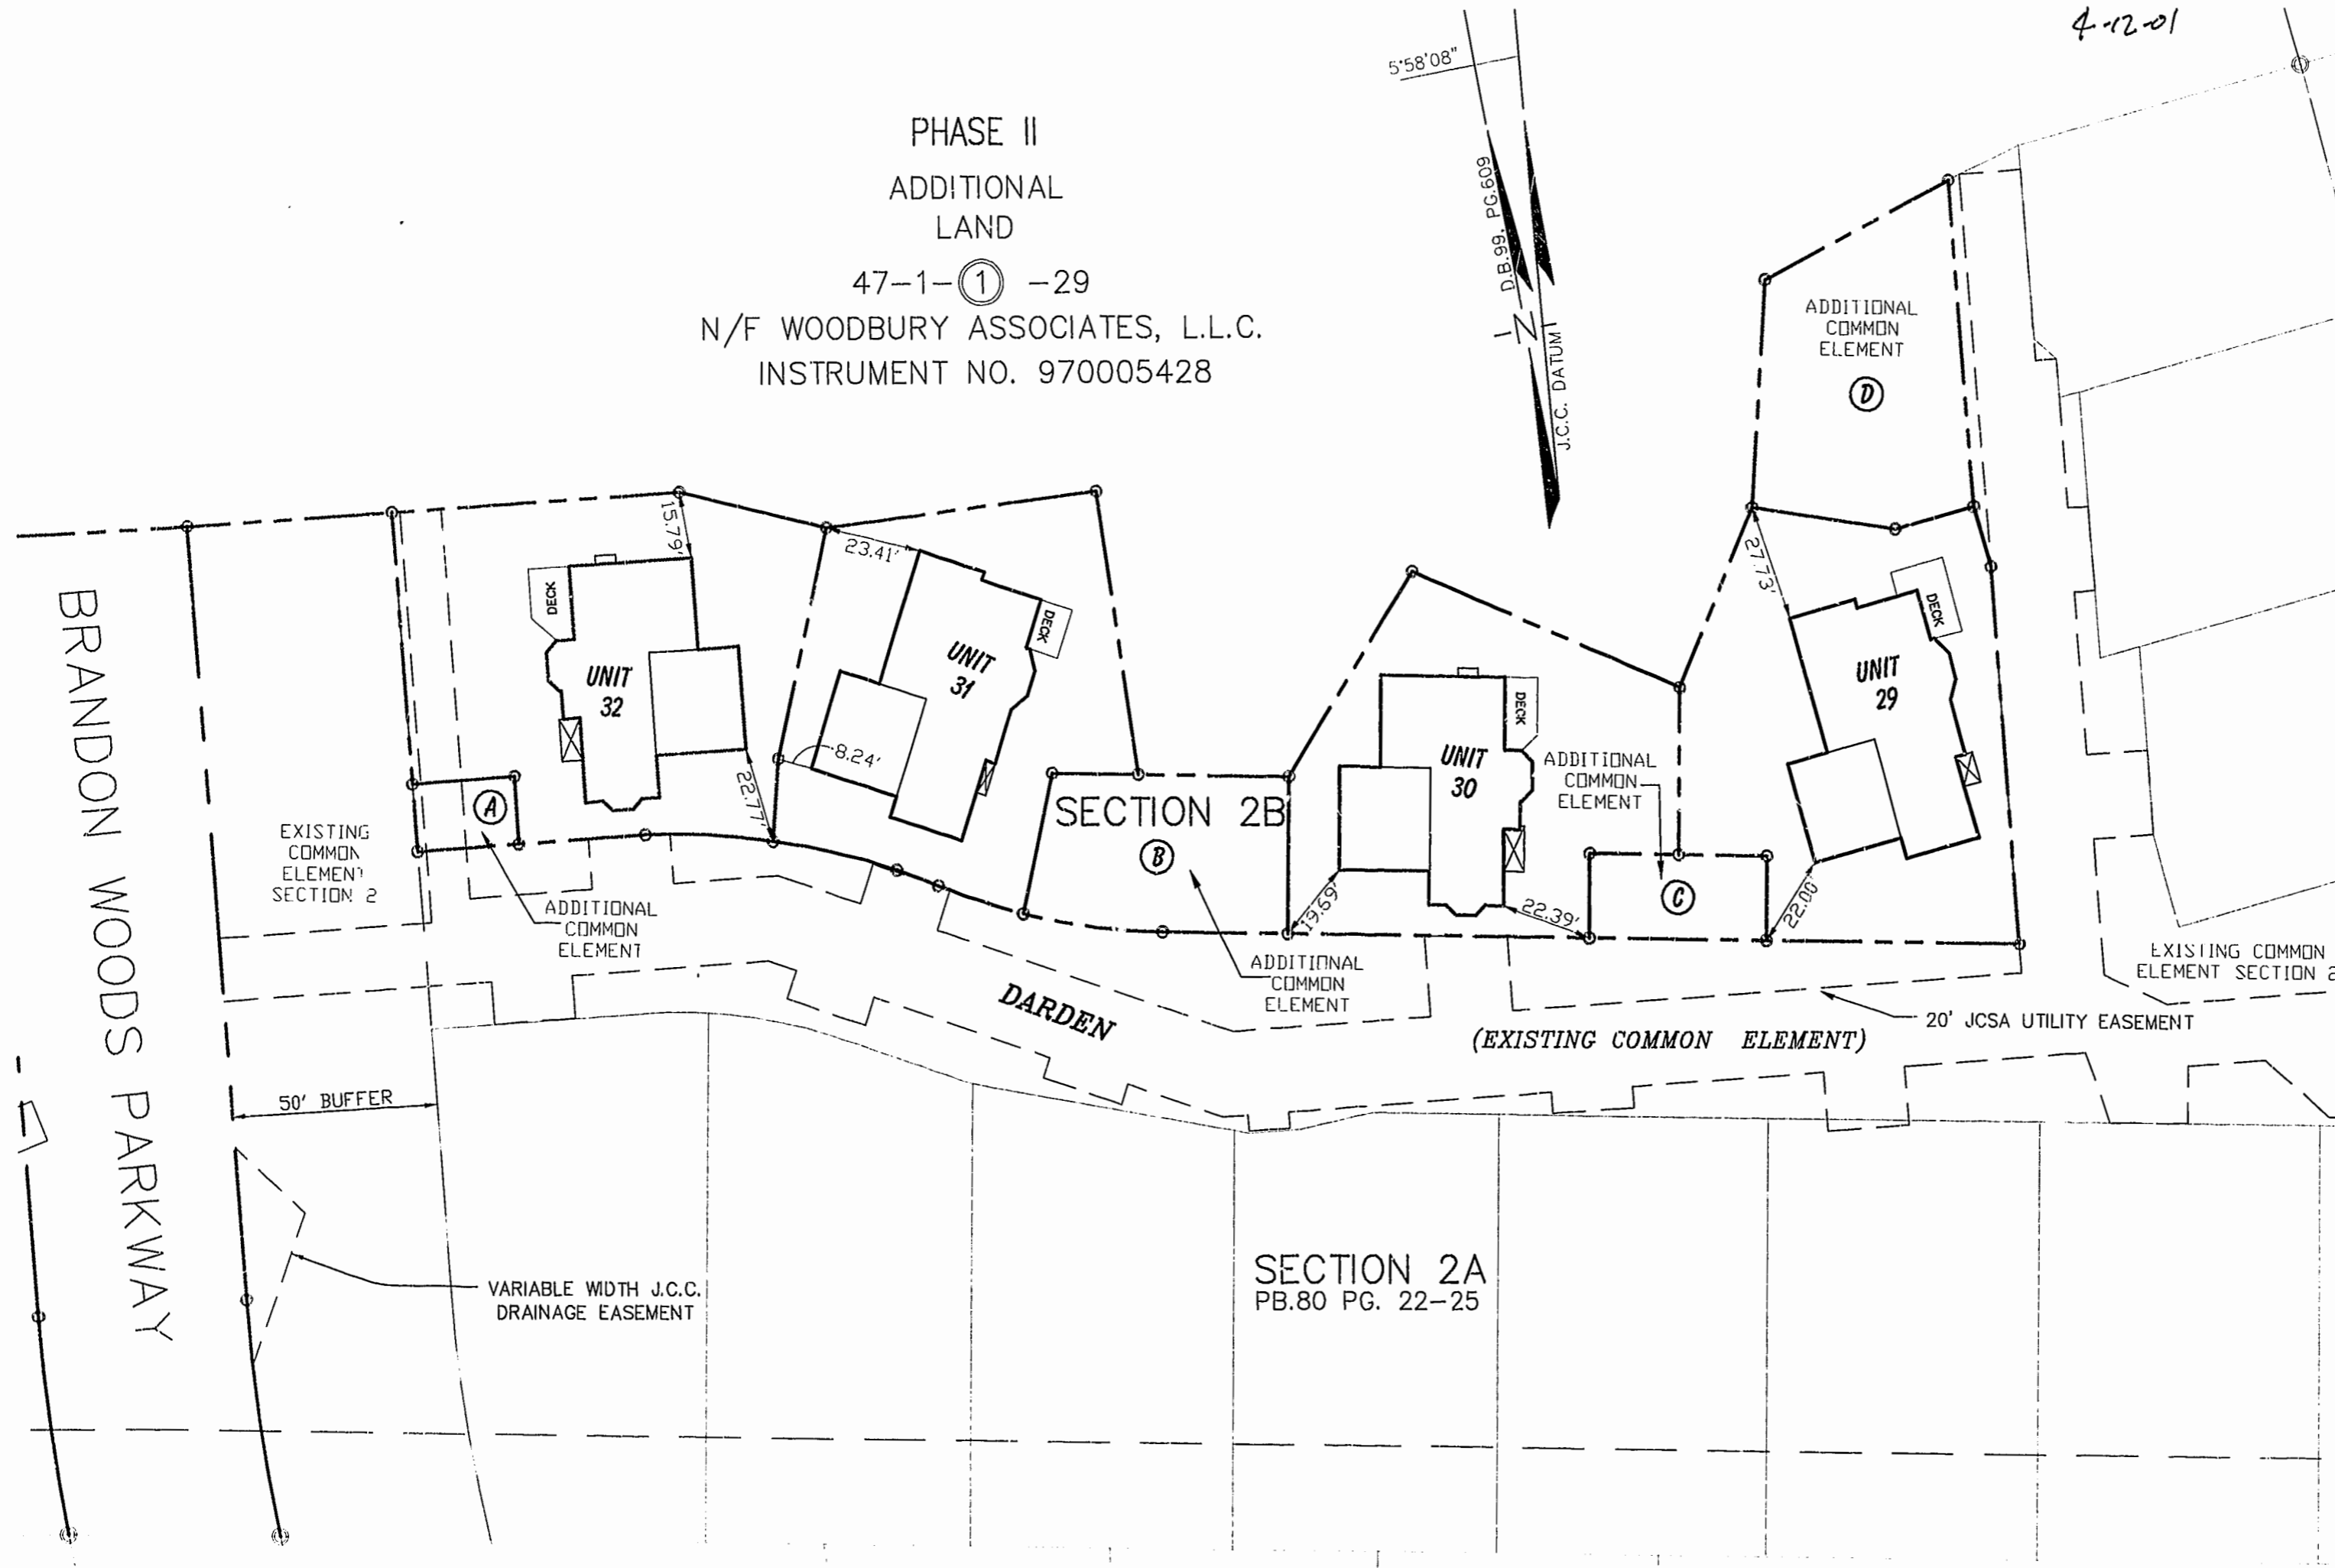 4-12-01
5°58'08"
PHASE II
ADDITIONAL
LAND
47-1-① -29
N/F WOODBURY ASSOCIATES, L.L.C.
INSTRUMENT NO. 970005428
D.B.99, PG.609
N
J.C.C. DATUM
ADDITIONAL
COMMON
ELEMENT
D
15.79'
23.41'
27.73'
DECK
UNIT
32
UNIT
31
DECK
DECK
UNIT
30
UNIT
29
DECK
8.24'
22.77'
BRANDON WOODS PARKWAY
A
EXISTING
COMMON
ELEMENT
SECTION 2
ADDITIONAL
COMMON
ELEMENT
SECTION 2B
B
ADDITIONAL
COMMON
ELEMENT
19.69'
22.39'
ADDITIONAL
COMMON
ELEMENT
C
22.00'
EXISTING COMMON
ELEMENT SECTION 2
DARDEN
(EXISTING COMMON ELEMENT)
20' JCSA UTILITY EASEMENT
50' BUFFER
VARIABLE WIDTH J.C.C.
DRAINAGE EASEMENT
SECTION 2A
PB.80 PG. 22-25